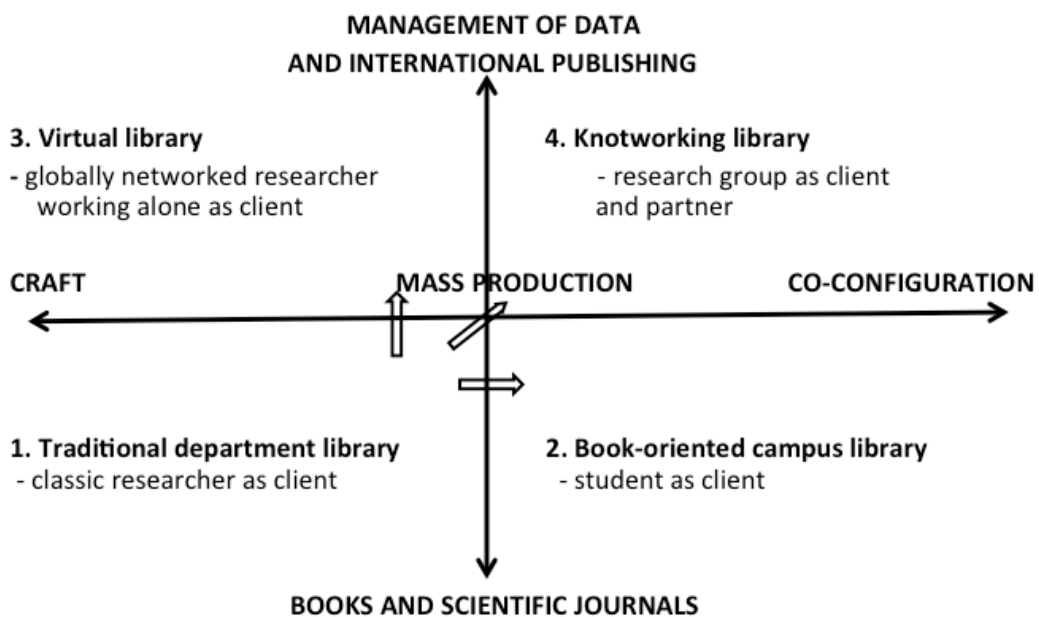 MANAGEMENT OF DATA
AND INTERNATIONAL PUBLISHING
3. Virtual library
- globally networked researcher
working alone as client
4. Knotworking library
- research group as client
and partner
CRAFT
MASS PRODUCTION
CO-CONFIGURATION
1. Traditional department library
- classic researcher as client
2. Book-oriented campus library
- student as client
BOOKS AND SCIENTIFIC JOURNALS